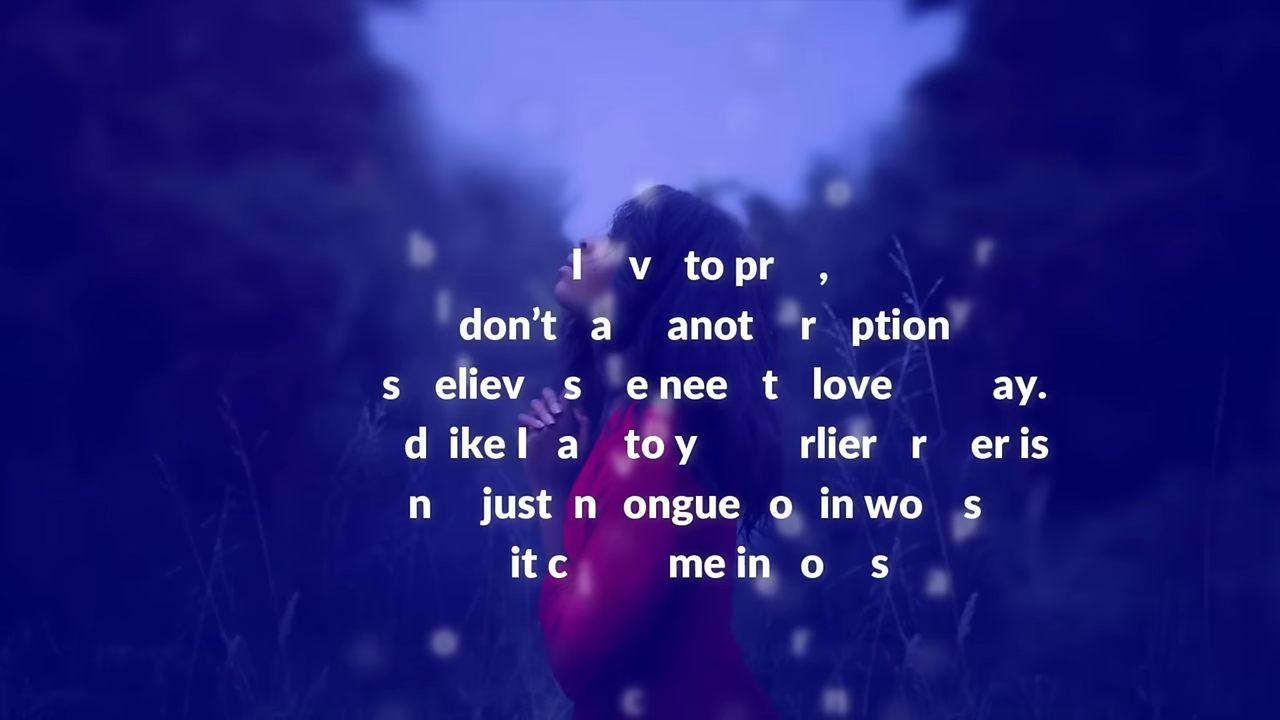 I v to pr ,
don’t a anot r ption
s eliev s e nee t love ay.
d ike I a to y rlier r er is
n just n ongue o in wo s
it c me in o s